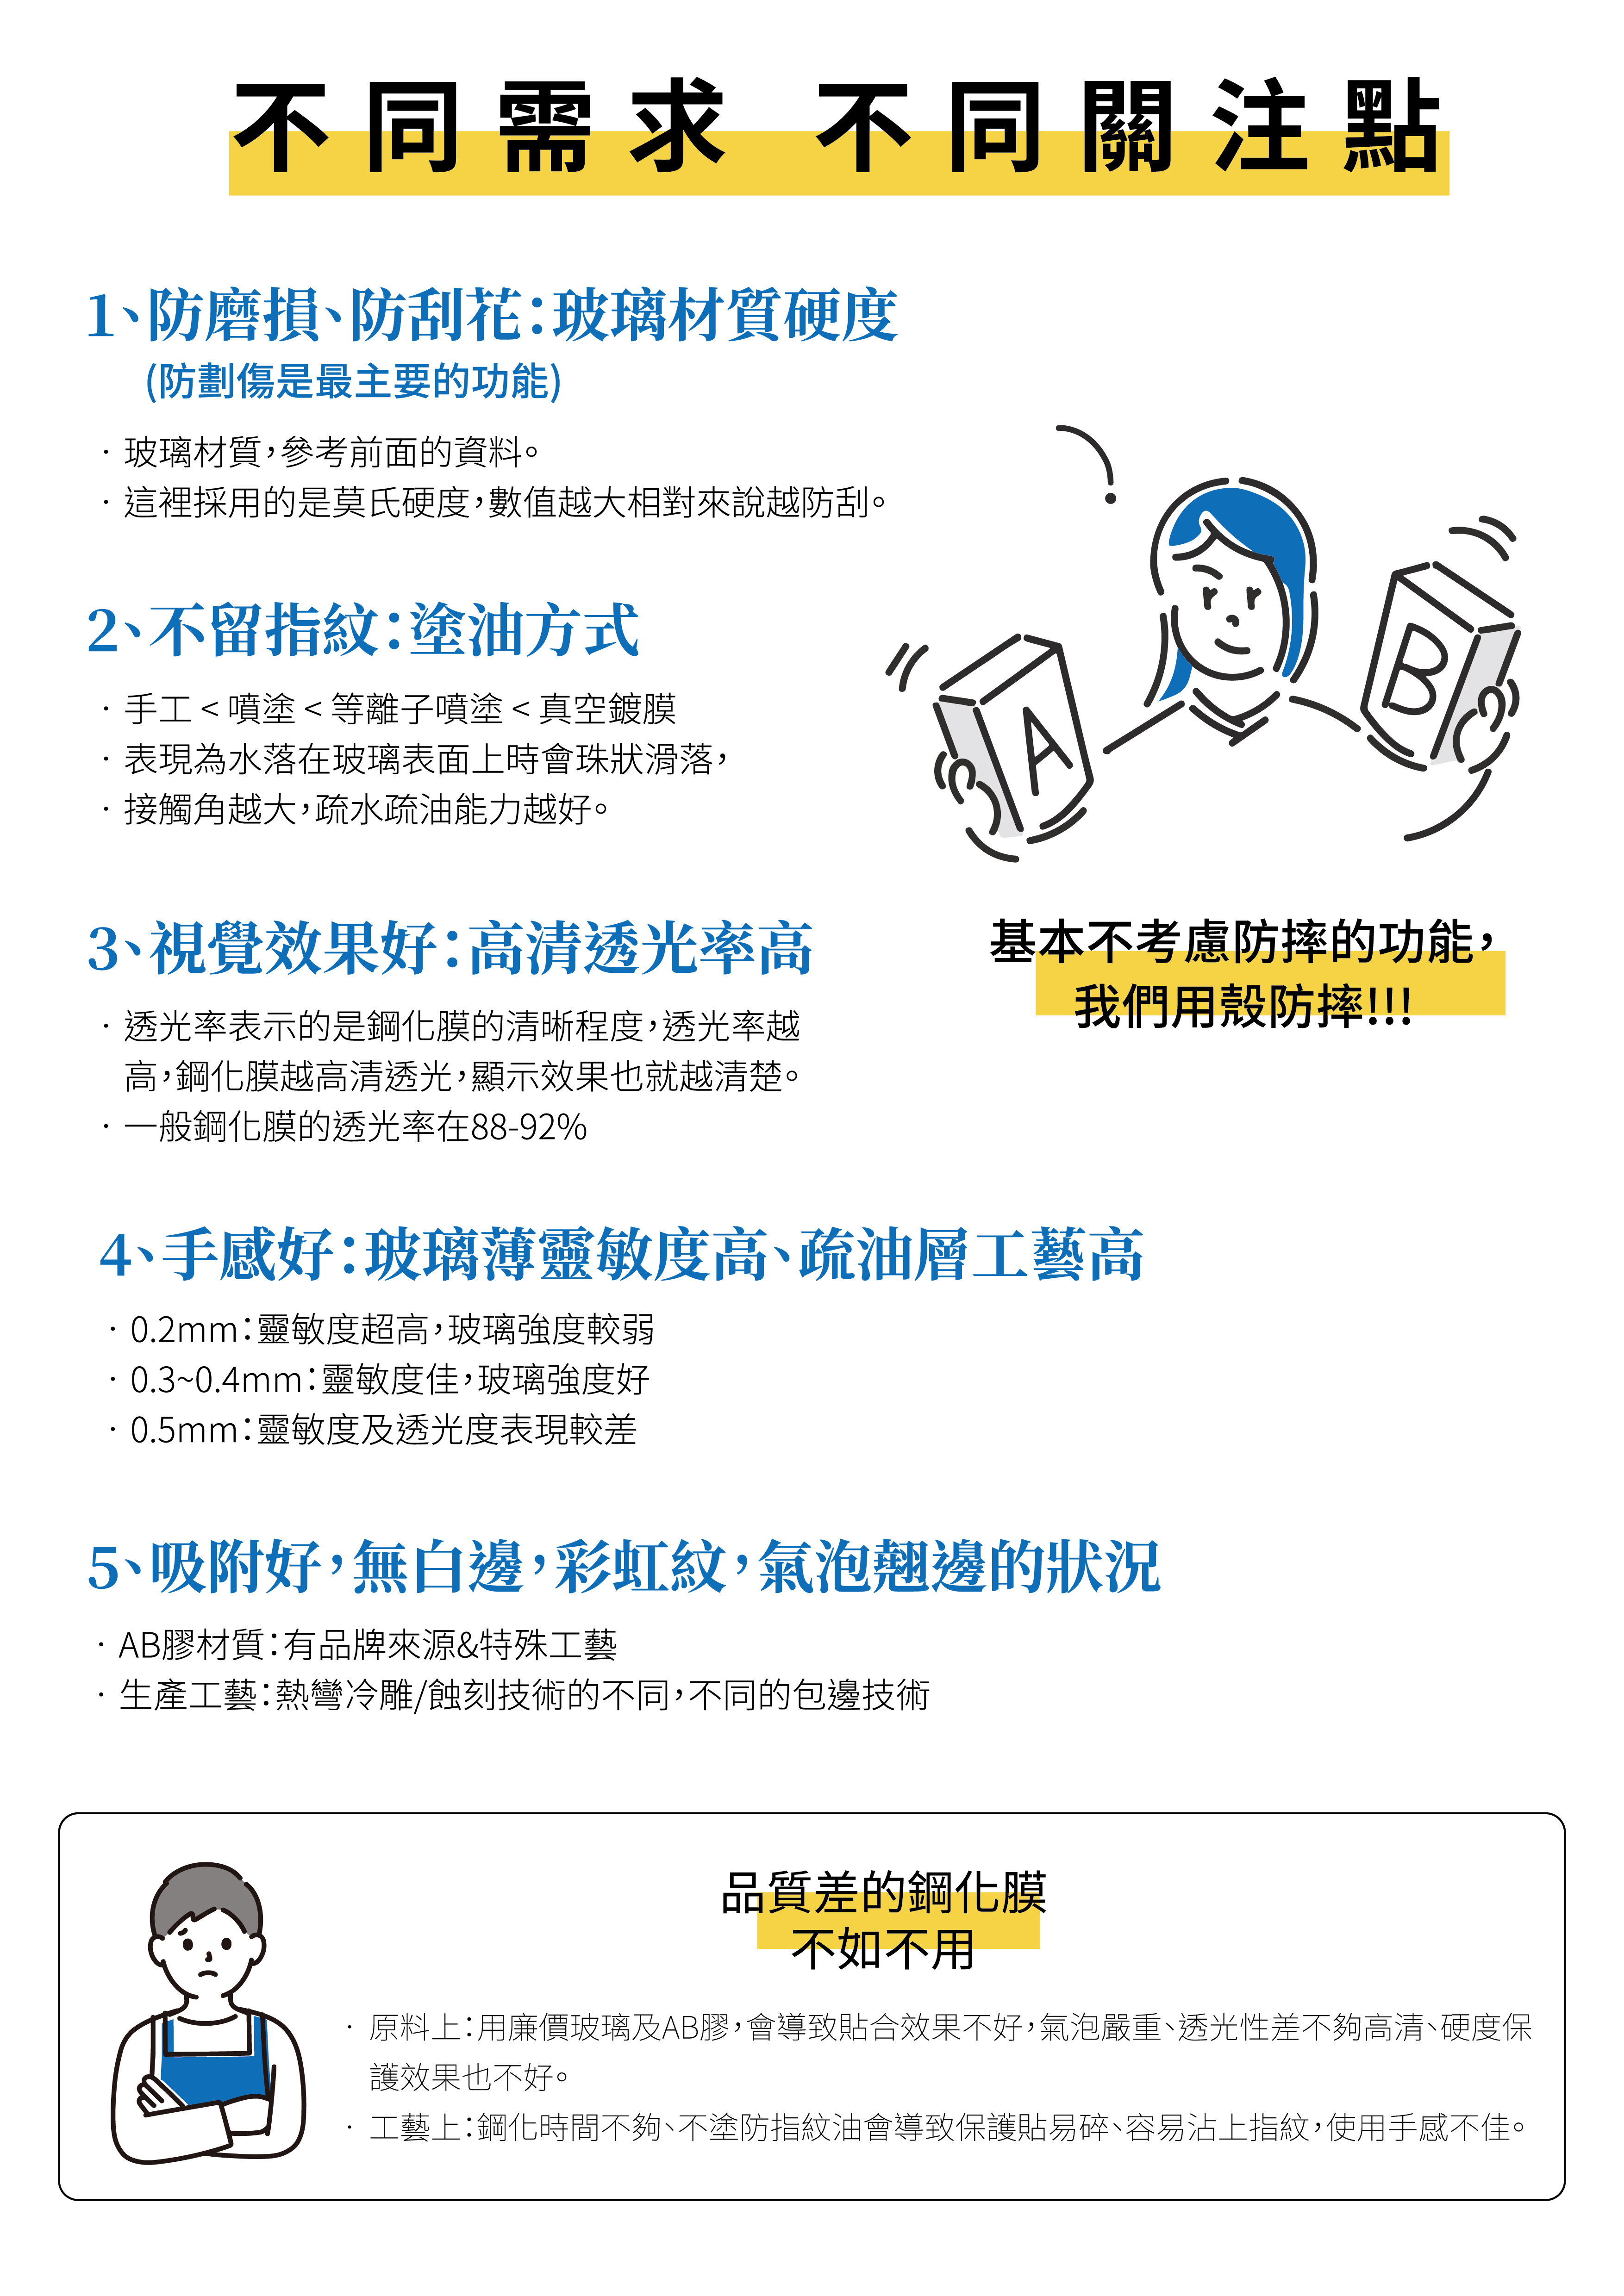 不同需求 不同關注點
1、防磨損、防刮花：玻璃材質硬度
(防劃傷是最主要的功能)
· 玻璃材質，參考前面的資料。
· 這裡採用的是莫氏硬度，數值越大相對來說越防刮。
2、不留指紋：塗油方式
· 手工 < 噴塗 < 等離子噴塗 < 真空鍍膜
· 表現為水落在玻璃表面上時會珠狀滑落，
· 接觸角越大，疏水疏油能力越好。
A
B
3、視覺效果好：高清透光率高
· 透光率表示的是鋼化膜的清晰程度，透光率越
高，鋼化膜越高清透光，顯示效果也就越清楚。
· 一般鋼化膜的透光率在88-92%
基本不考慮防摔的功能，
我們用殼防摔!!!
4、手感好：玻璃薄靈敏度高、疏油層工藝高
· 0.2mm：靈敏度超高，玻璃強度較弱
· 0.3~0.4mm：靈敏度佳，玻璃強度好
· 0.5mm：靈敏度及透光度表現較差
5、吸附好，無白邊，彩虹紋，氣泡翹邊的狀況
· AB膠材質：有品牌來源&特殊工藝
· 生產工藝：熱彎冷雕/蝕刻技術的不同，不同的包邊技術
品質差的鋼化膜
不如不用
· 原料上：用廉價玻璃及AB膠，會導致貼合效果不好，氣泡嚴重、透光性差不夠高清、硬度保
護效果也不好。
· 工藝上：鋼化時間不夠、不塗防指紋油會導致保護貼易碎、容易沾上指紋，使用手感不佳。